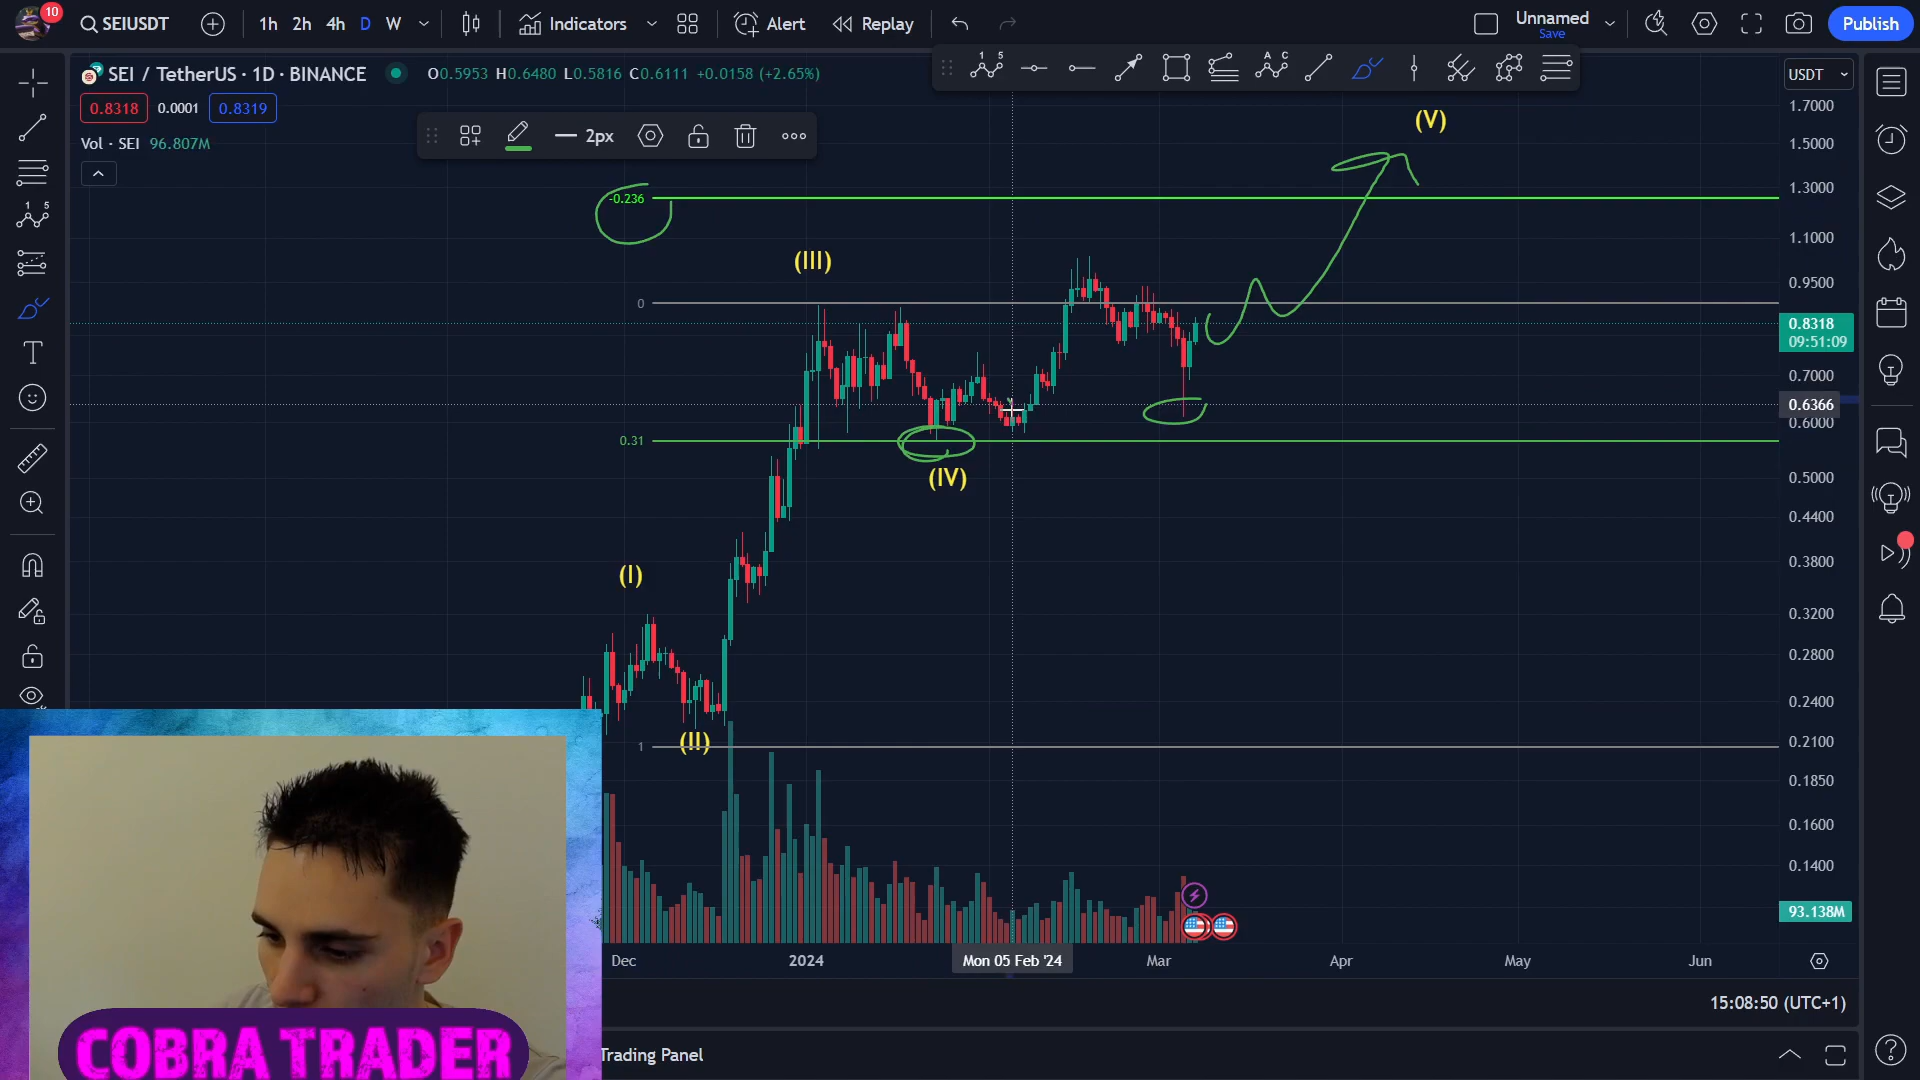 10
SEIUSDT
1h 2h 4h D W
Indicators
Alert
Replay
Unnamed
Save
Publish
SEI / TetherUS · 1D · BINANCE
O0.5953 H0.6480 L0.5816 C0.6111 +0.0158 (+2.65%)
1 5
A C
USDT
0.8318 0.0001 0.8319
Vol · SEI 96.807M
2px
1 5
(I)
(II)
(III)
(IV)
(V)
-0.236
0
0.31
1
1.7000
1.5000
1.3000
1.1000
0.9500
0.8318
09:51:09
0.7000
0.6366
0.6000
0.5000
0.4400
0.3800
0.3200
0.2800
0.2400
0.2100
0.1850
0.1600
0.1400
93.138M
Dec 2024 Mon 05 Feb '24 Mar Apr May Jun
15:08:50 (UTC+1)
Trading Panel
COBRA TRADER